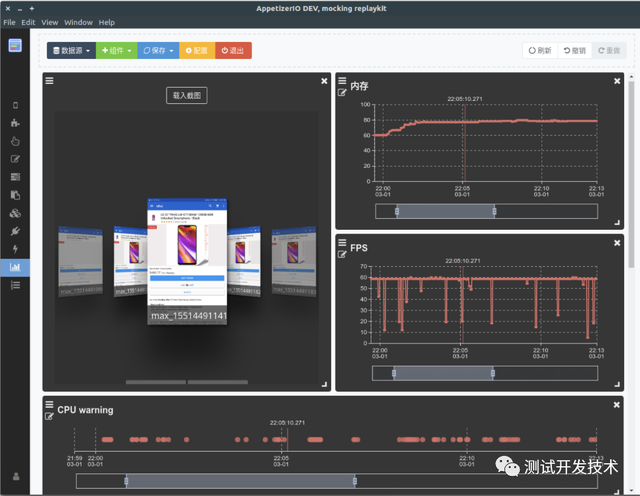 AppetizerIO DEV, mocking replaykit
File Edit View Window Help
数据源 组件 保存 配置 退出 刷新 撤销 重做
载入截图
max_15514491141
内存
22:05:10.271
100
80
60
40
20
0
22:00 22:05 22:10 22:13
03-01 03-01 03-01 03-01
FPS
22:05:10.271
70
60
50
40
30
20
10
0
22:00 22:05 22:10 22:13
03-01 03-01 03-01 03-01
CPU warning
22:05:10.271
21:59 22:00 22:05 22:10 22:13
03-01 03-01 03-01 03-01 03-01
测试开发技术